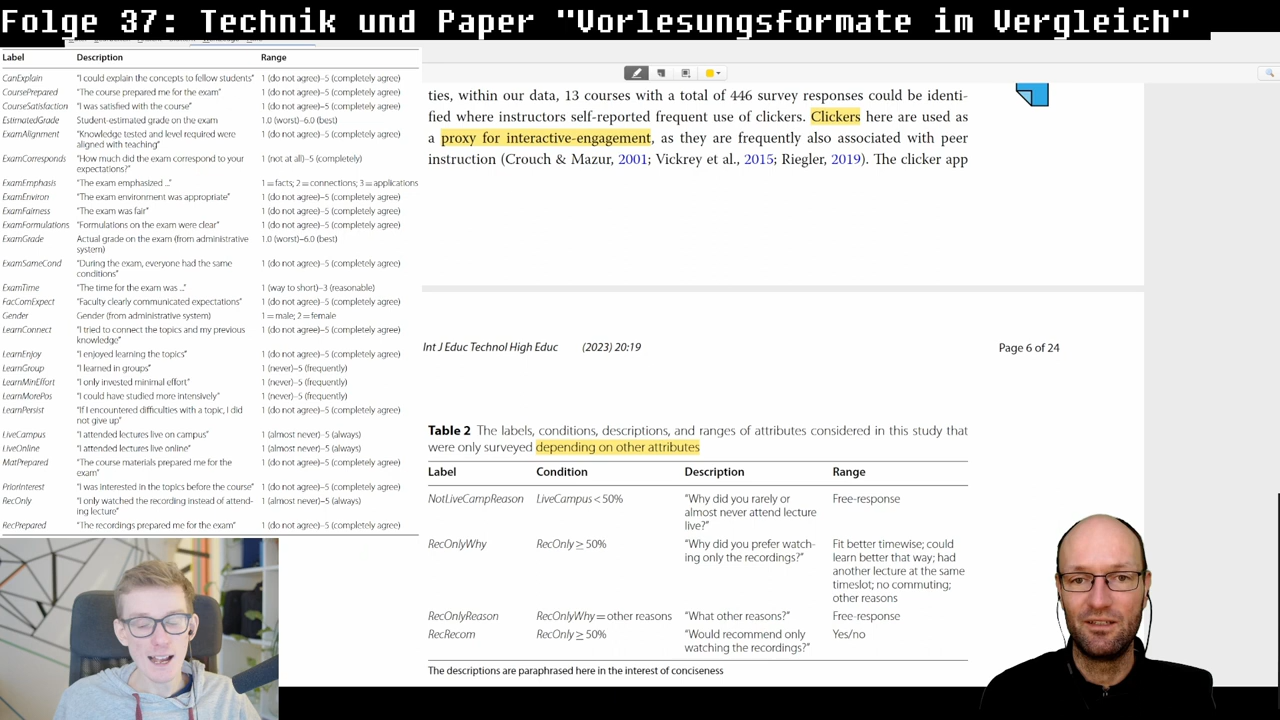 Folge 37: Technik und Paper "Vorlesungsformate im Vergleich"
Label Description Range
CanExplain "I could explain the concepts to fellow students" 1 (do not agree)–5 (completely agree)
CoursePrepared "The course prepared me for the exam" 1 (do not agree)–5 (completely agree)
CourseSatisfaction "I was satisfied with the course" 1 (do not agree)–5 (completely agree)
EstimatedGrade Student-estimated grade on the exam 1.0 (worst)–6.0 (best)
ExamAlignment "Knowledge tested and level required were 1 (do not agree)–5 (completely agree)
aligned with teaching"
ExamCorresponds "How much did the exam correspond to your 1 (not at all)–5 (completely)
expectations?"
ExamEmphasis "The exam emphasized ..." 1 = facts; 2 = connections; 3 = applications
ExamEnviron "The exam environment was appropriate" 1 (do not agree)–5 (completely agree)
ExamFairness "The exam was fair" 1 (do not agree)–5 (completely agree)
ExamFormulations "Formulations on the exam were clear" 1 (do not agree)–5 (completely agree)
ExamGrade Actual grade on the exam (from administrative 1.0 (worst)–6.0 (best)
system)
ExamSameCond "During the exam, everyone had the same 1 (do not agree)–5 (completely agree)
conditions"
ExamTime "The time for the exam was ..." 1 (way to short)–3 (reasonable)
FacComExpect "Faculty clearly communicated expectations" 1 (do not agree)–5 (completely agree)
Gender Gender (from administrative system) 1 = male; 2 = female
LearnConnect "I tried to connect the topics and my previous 1 (do not agree)–5 (completely agree)
knowledge"
LearnEnjoy "I enjoyed learning the topics" 1 (do not agree)–5 (completely agree)
LearnGroup "I learned in groups" 1 (never)–5 (frequently)
LearnMinEffort "I only invested minimal effort" 1 (never)–5 (frequently)
LearnMorePos "I could have studied more intensively" 1 (never)–5 (frequently)
LearnPersist "If I encountered difficulties with a topic, I did 1 (do not agree)–5 (completely agree)
not give up"
LiveCampus "I attended lectures live on campus" 1 (almost never)–5 (always)
LiveOnline "I attended lectures live online" 1 (almost never)–5 (always)
MatPrepared "The course materials prepared me for the 1 (do not agree)–5 (completely agree)
exam"
PriorInterest "I was interested in the topics before the course" 1 (do not agree)–5 (completely agree)
RecOnly "I only watched the recording instead of attend- 1 (almost never)–5 (always)
ing lecture"
RecPrepared "The recordings prepared me for the exam" 1 (do not agree)–5 (completely agree)
ties, within our data, 13 courses with a total of 446 survey responses could be identi-
fied where instructors self-reported frequent use of clickers. Clickers here are used as
a proxy for interactive-engagement, as they are frequently also associated with peer
instruction (Crouch & Mazur, 2001; Vickrey et al., 2015; Riegler, 2019). The clicker app
Int J Educ Technol High Educ (2023) 20:19 Page 6 of 24
Table 2 The labels, conditions, descriptions, and ranges of attributes considered in this study that
were only surveyed depending on other attributes
Label Condition Description Range
NotLiveCampReason LiveCampus < 50% "Why did you rarely or Free-response
almost never attend lecture
live?"
RecOnlyWhy RecOnly ≥ 50% "Why did you prefer watch- Fit better timewise; could
ing only the recordings?" learn better that way; had
another lecture at the same
timeslot; no commuting;
other reasons
RecOnlyReason RecOnlyWhy = other reasons "What other reasons?" Free-response
RecRecom RecOnly ≥ 50% "Would recommend only Yes/no
watching the recordings?"
The descriptions are paraphrased here in the interest of conciseness